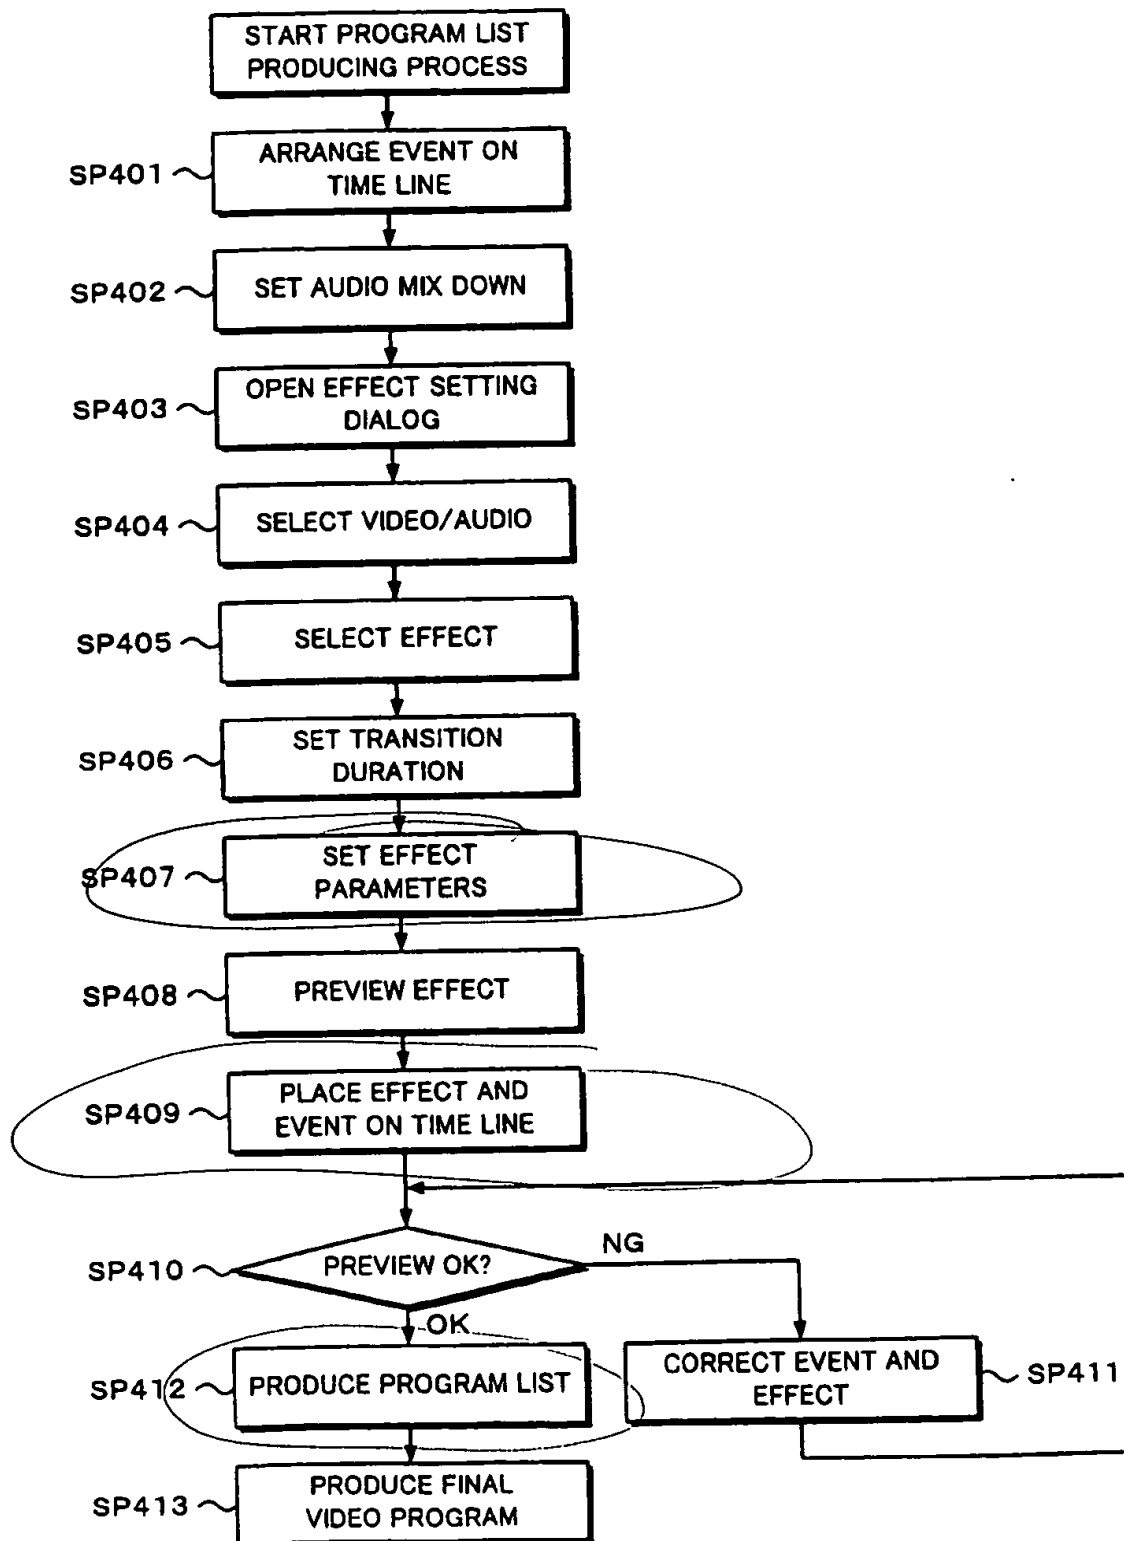 START PROGRAM LIST
PRODUCING PROCESS
SP401
ARRANGE EVENT ON
TIME LINE
SP402
SET AUDIO MIX DOWN
SP403
OPEN EFFECT SETTING
DIALOG
SP404
SELECT VIDEO/AUDIO
SP405
SELECT EFFECT
SP406
SET TRANSITION
DURATION
SP407
SET EFFECT
PARAMETERS
SP408
PREVIEW EFFECT
SP409
PLACE EFFECT AND
EVENT ON TIME LINE
SP410
PREVIEW OK?
NG
OK
SP412
PRODUCE PROGRAM LIST
CORRECT EVENT AND
EFFECT
SP411
SP413
PRODUCE FINAL
VIDEO PROGRAM